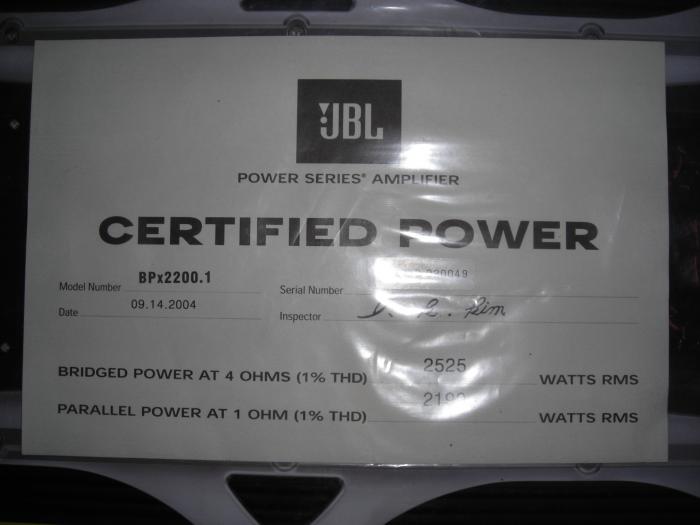 JBL
POWER SERIES® AMPLIFIER
CERTIFIED POWER
Model Number BPx2200.1 Serial Number
Date 09.14.2004 Inspector
BRIDGED POWER AT 4 OHMS (1% THD) 2525 WATTS RMS
PARALLEL POWER AT 1 OHM (1% THD) WATTS RMS